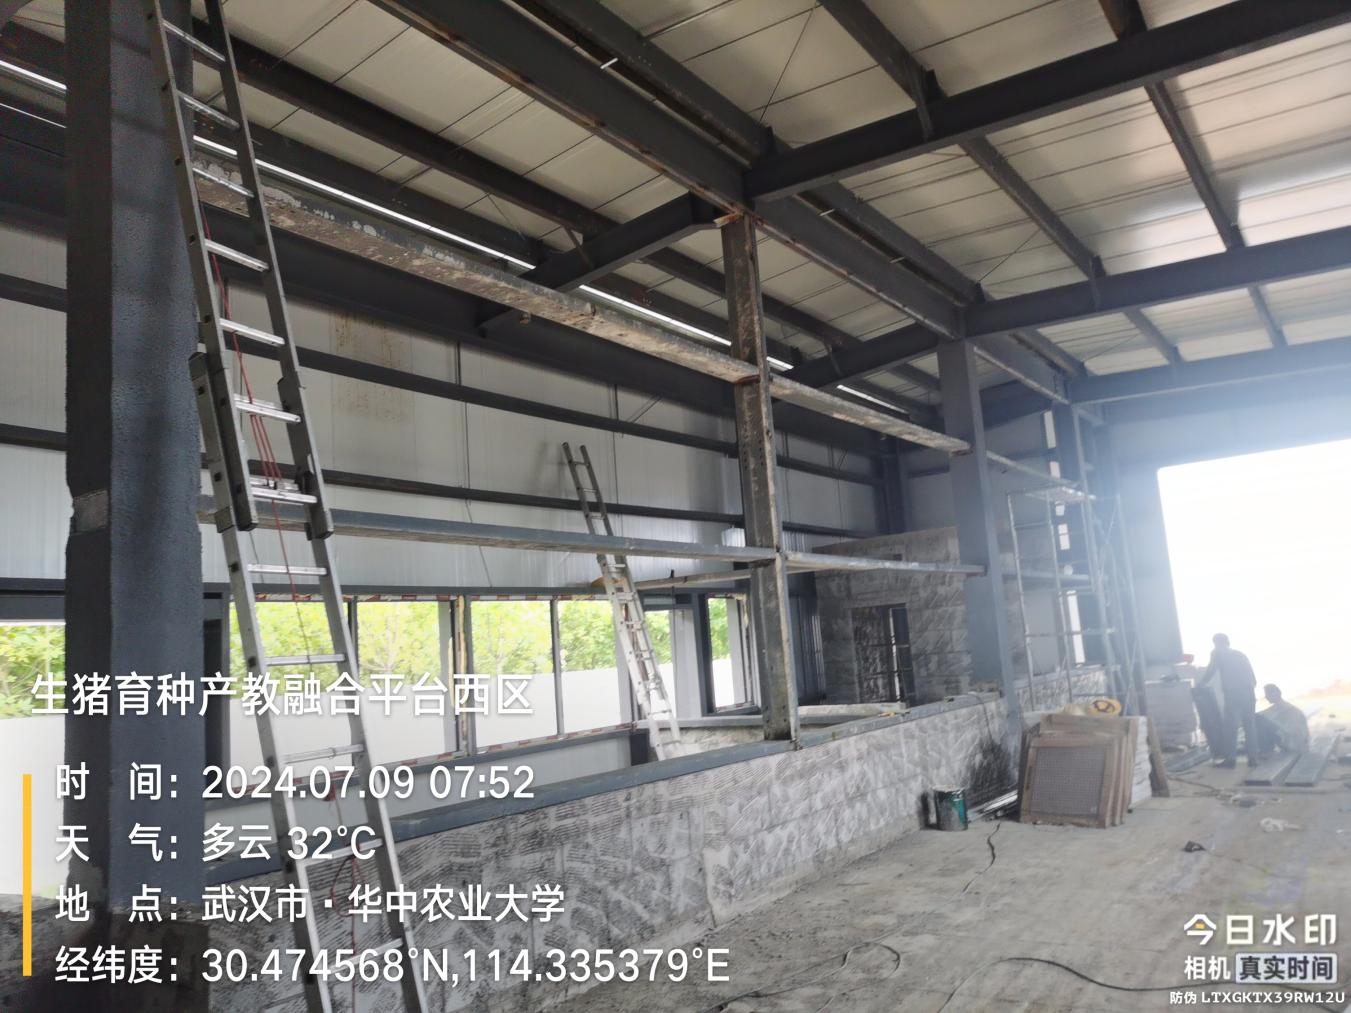 生猪育种产教融合平台西区
时 间：2024.07.09 07:52
天 气：多云 32℃
地 点：武汉市·华中农业大学
经纬度：30.474568°N,114.335379°E
今日水印
相机 真实时间
防伪 LTXGKTX39RW12U